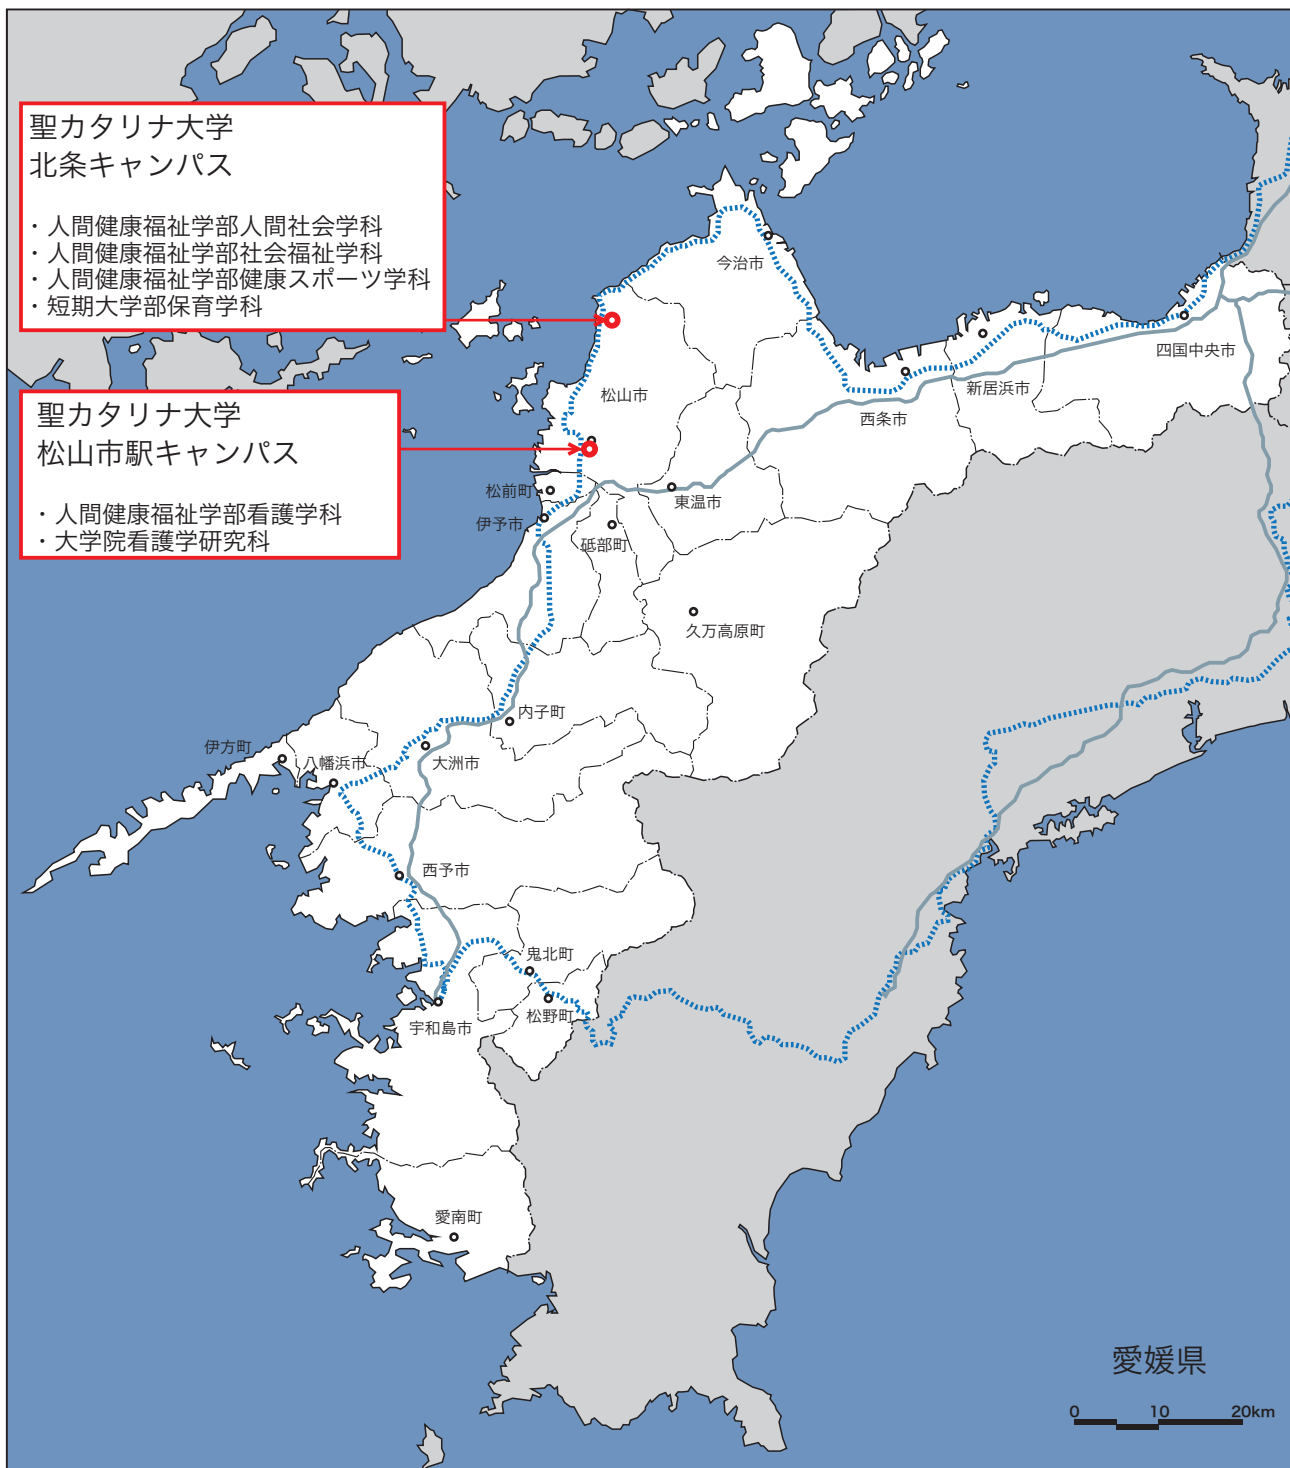 聖カタリナ大学
北条キャンパス
・人間健康福祉学部人間社会学科
・人間健康福祉学部社会福祉学科
・人間健康福祉学部健康スポーツ学科
・短期大学部保育学科
聖カタリナ大学
松山市駅キャンパス
・人間健康福祉学部看護学科
・大学院看護学研究科
今治市
四国中央市
新居浜市
松山市
西条市
松前町
東温市
伊予市
砥部町
久万高原町
内子町
伊方町
八幡浜市
大洲市
西予市
鬼北町
松野町
宇和島市
愛南町
愛媛県
0 10 20km